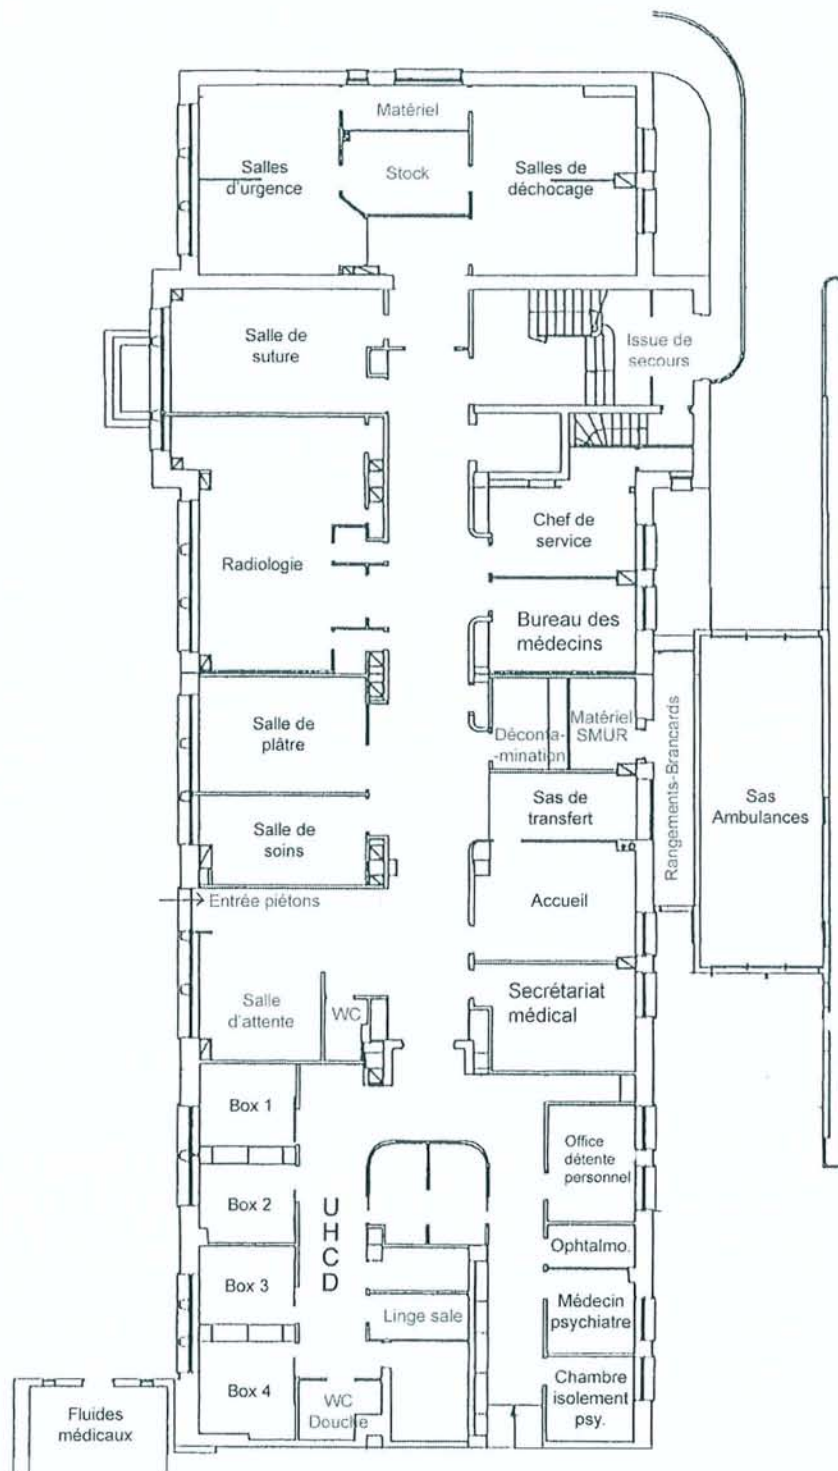 Matériel
Salles
d'urgence
Stock
Salles de
déchocage
Salle de
suture
Issue de
secours
Chef de
service
Radiologie
Bureau des
médecins
Salle de
plâtre
Déconta-
-mination
Matériel
SMUR
Rangements-Brancards
Sas
Ambulances
Sas de
transfert
Salle de
soins
Entrée piétons
Accueil
Salle
d'attente
WC
Secrétariat
médical
Box 1
Office
détente
personnel
Box 2
UHCD
Ophtalmo.
Box 3
Linge sale
Médecin
psychiatre
Box 4
WC
Douche
Chambre
isolement
psy.
Fluides
médicaux